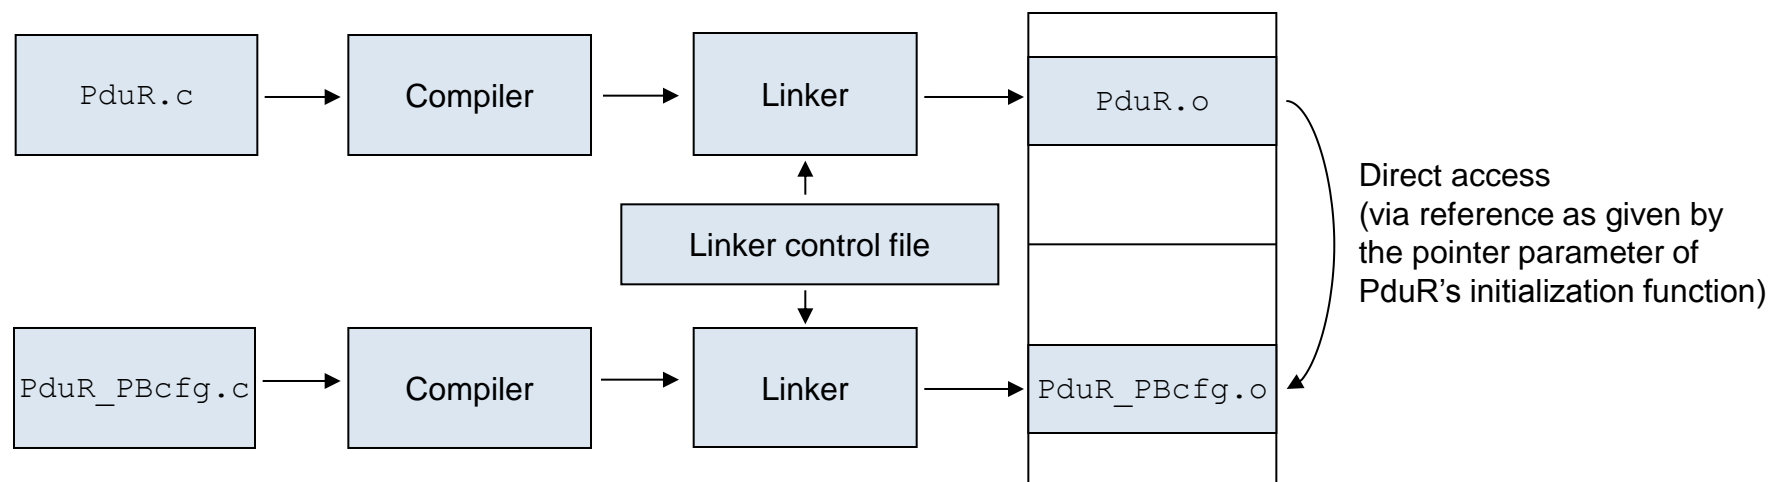 PduR.c
Compiler
Linker
PduR.o
Linker control file
Direct access
(via reference as given by
the pointer parameter of
PduR’s initialization function)
PduR_PBcfg.c
Compiler
Linker
PduR_PBcfg.o